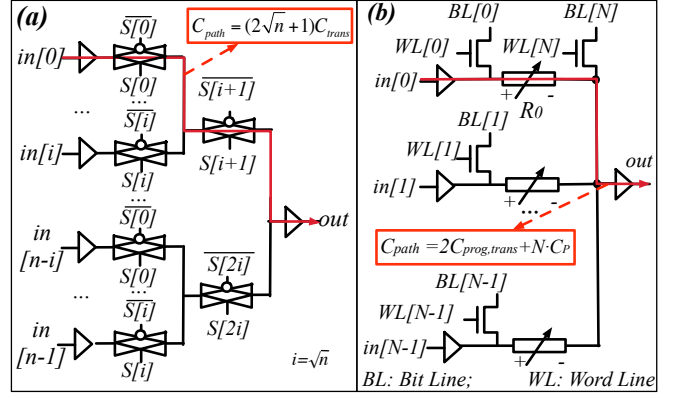 (a)
S[0]
C_path = (2√n+1)C_trans
in[0]
S[0]
...
...
S[i]
S[i+1]
in[i]
S[i+1]
S[i]
...
S[0]
in
[n-i]
S[0]
S[2i]
...
...
S[i]
S[2i]
in
[n-1]
S[i]
out
i=√n
(b)
BL[0]
BL[N]
WL[0]
WL[N]
in[0]
+ -
R0
BL[1]
WL[1]
out
in[1]
+ -
...
C_path = 2C_prog,trans + N·C_P
BL[N-1]
WL[N-1]
in[N-1]
+ -
BL: Bit Line; WL: Word Line